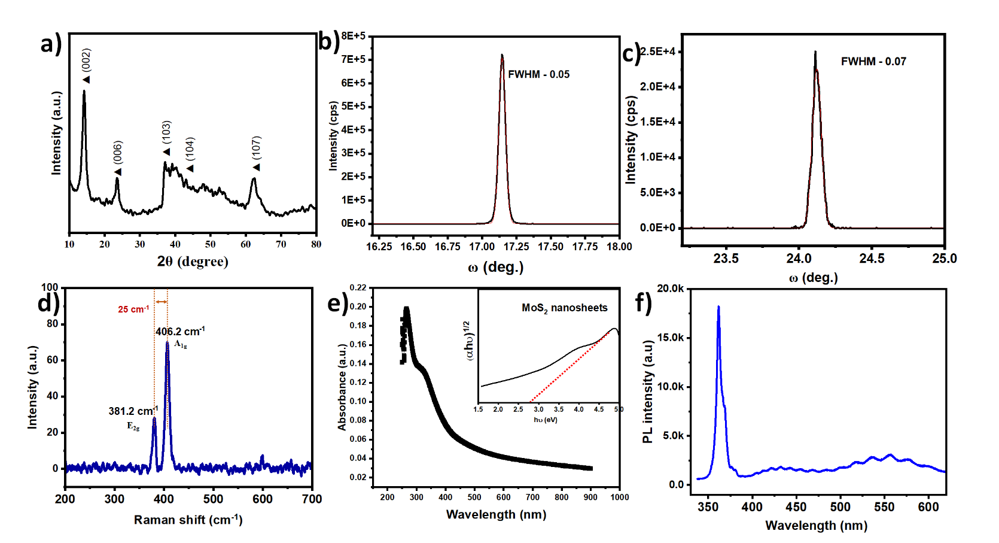 a)
▲ (002)
▲ (006)
▲ (103)
▲ (104)
▲ (107)
Intensity (a.u.)
10 20 30 40 50 60 70 80
2θ (degree)
b)
8E+5
7E+5
6E+5
5E+5
4E+5
3E+5
2E+5
1E+5
0E+0
FWHM - 0.05
Intensity (cps)
16.25 16.50 16.75 17.00 17.25 17.50 17.75 18.00
ω (deg.)
c)
2.5E+4
2.0E+4
1.5E+4
1.0E+4
5.0E+3
0.0E+0
FWHM - 0.07
Intensity (cps)
23.5 24.0 24.5 25.0
ω (deg.)
d)
100
80
60
40
20
0
25 cm-1
406.2 cm-1
A1g
381.2 cm-1
E2g
Intensity (a.u.)
200 300 400 500 600 700
Raman shift (cm-1)
e)
0.22
0.20
0.18
0.16
0.14
0.12
0.10
0.08
0.06
0.04
0.02
Absorbance (a.u.)
MoS2 nanosheets
(αhυ)1/2
1.5 2.0 2.5 3.0 3.5 4.0 4.5 5.0
hυ (eV)
200 300 400 500 600 700 800 900 1000
Wavelength (nm)
f)
20.0k
15.0k
10.0k
5.0k
0.0
PL intensity (a.u)
350 400 450 500 550 600
Wavelength (nm)